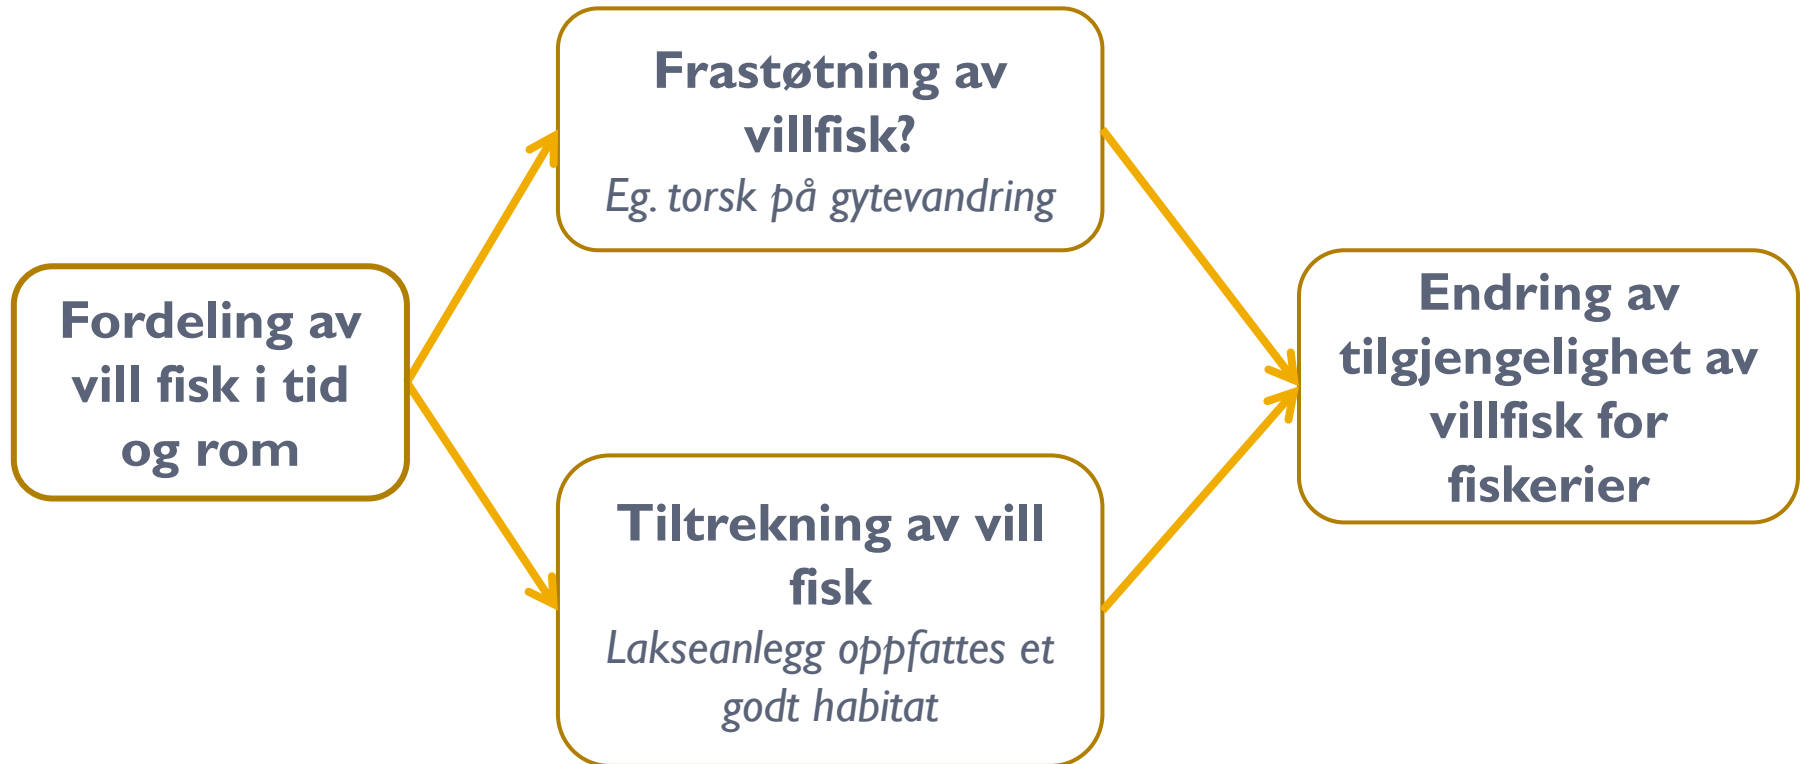 Fordeling av
vill fisk i tid
og rom
Frastøtning av
villfisk?
Eg. torsk på gytevandring
Tiltrekning av vill
fisk
Lakseanlegg oppfattes et
godt habitat
Endring av
tilgjengelighet av
villfisk for
fiskerier